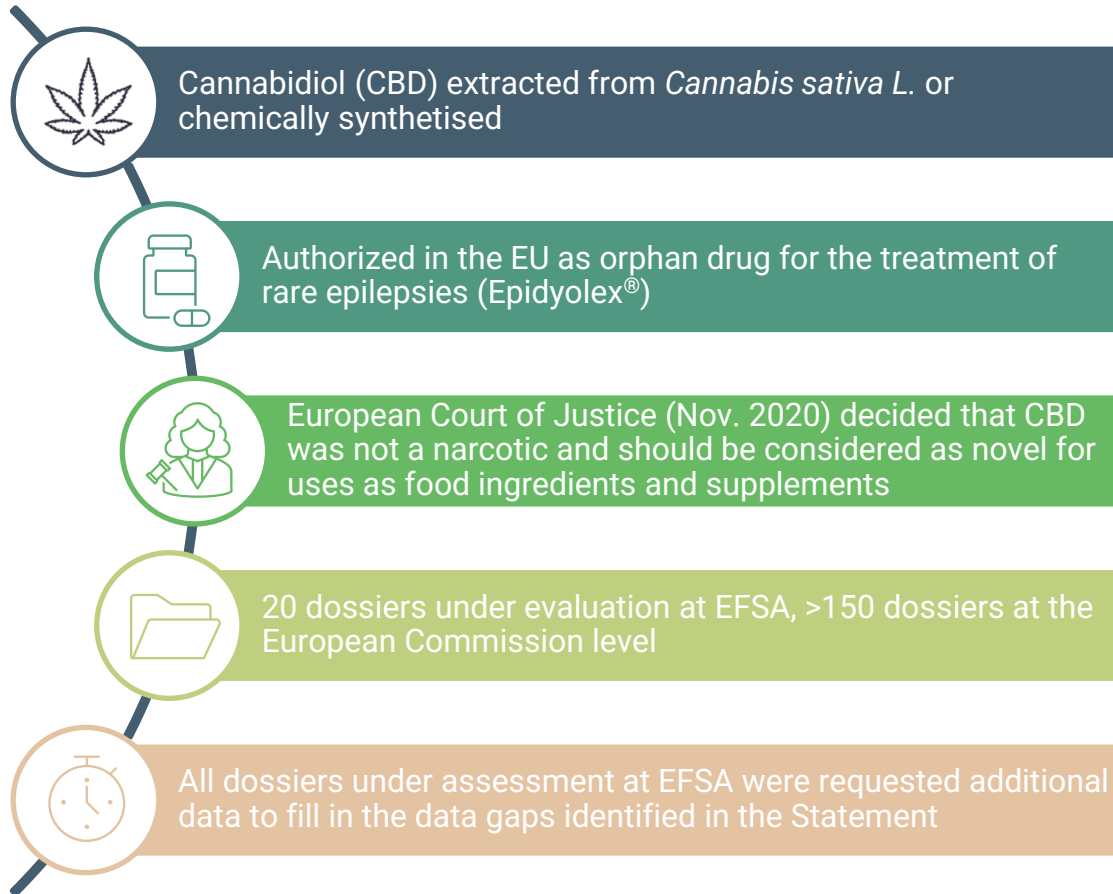 Cannabidiol (CBD) extracted from Cannabis sativa L. or
chemically synthetised
Authorized in the EU as orphan drug for the treatment of
rare epilepsies (Epidyolex®)
European Court of Justice (Nov. 2020) decided that CBD
was not a narcotic and should be considered as novel for
uses as food ingredients and supplements
20 dossiers under evaluation at EFSA, >150 dossiers at the
European Commission level
All dossiers under assessment at EFSA were requested additional
data to fill in the data gaps identified in the Statement